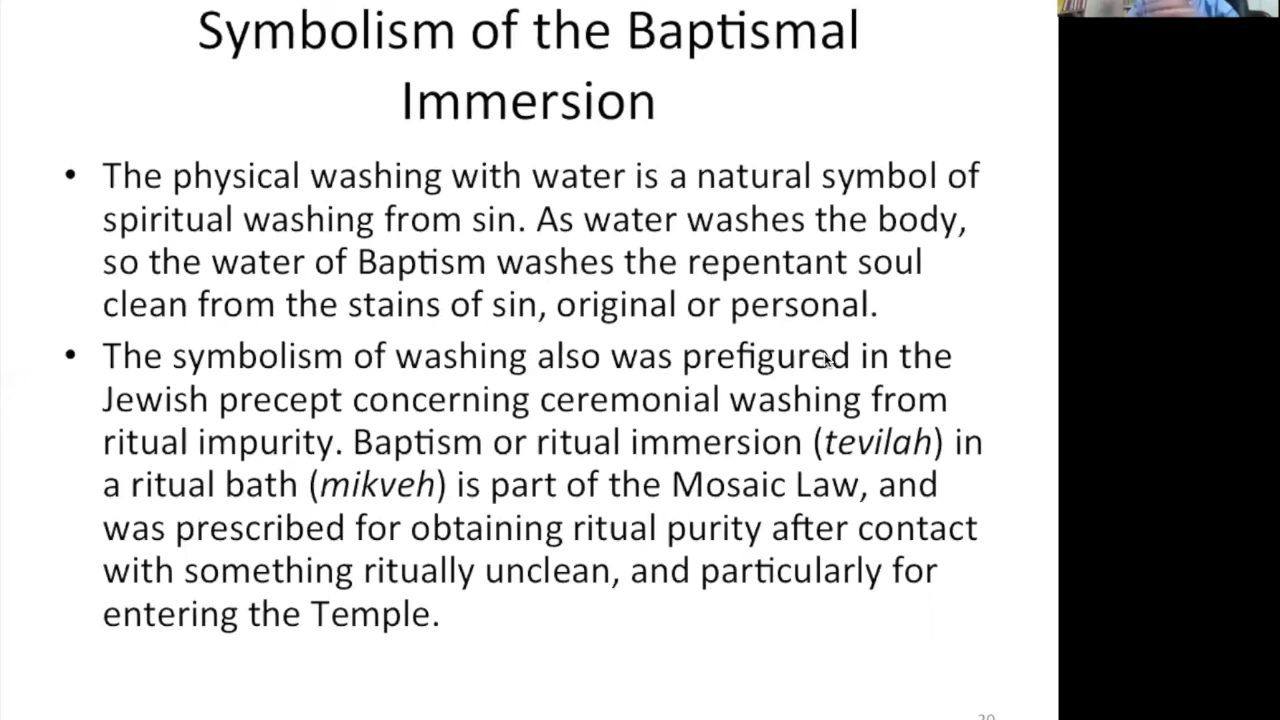 Symbolism of the Baptismal
Immersion
• The physical washing with water is a natural symbol of
spiritual washing from sin. As water washes the body,
so the water of Baptism washes the repentant soul
clean from the stains of sin, original or personal.
• The symbolism of washing also was prefigured in the
Jewish precept concerning ceremonial washing from
ritual impurity. Baptism or ritual immersion (tevilah) in
a ritual bath (mikveh) is part of the Mosaic Law, and
was prescribed for obtaining ritual purity after contact
with something ritually unclean, and particularly for
entering the Temple.